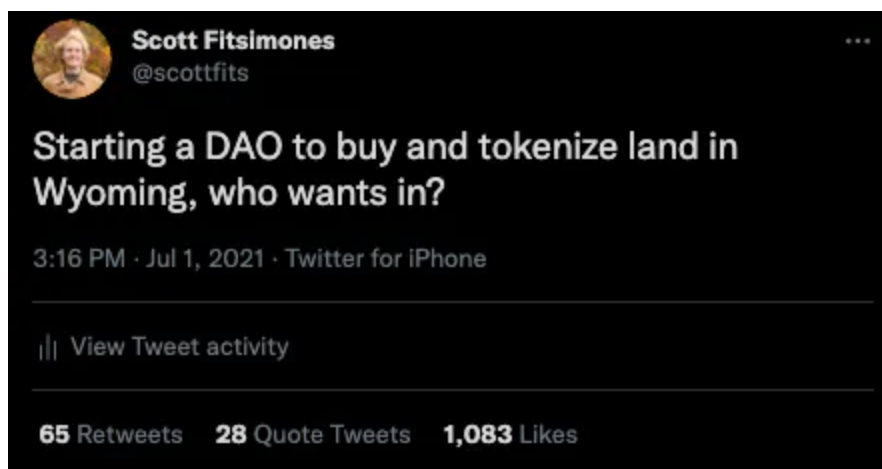 Scott Fitsimones
@scottfits
Starting a DAO to buy and tokenize land in
Wyoming, who wants in?
3:16 PM · Jul 1, 2021 · Twitter for iPhone
View Tweet activity
65 Retweets 28 Quote Tweets 1,083 Likes